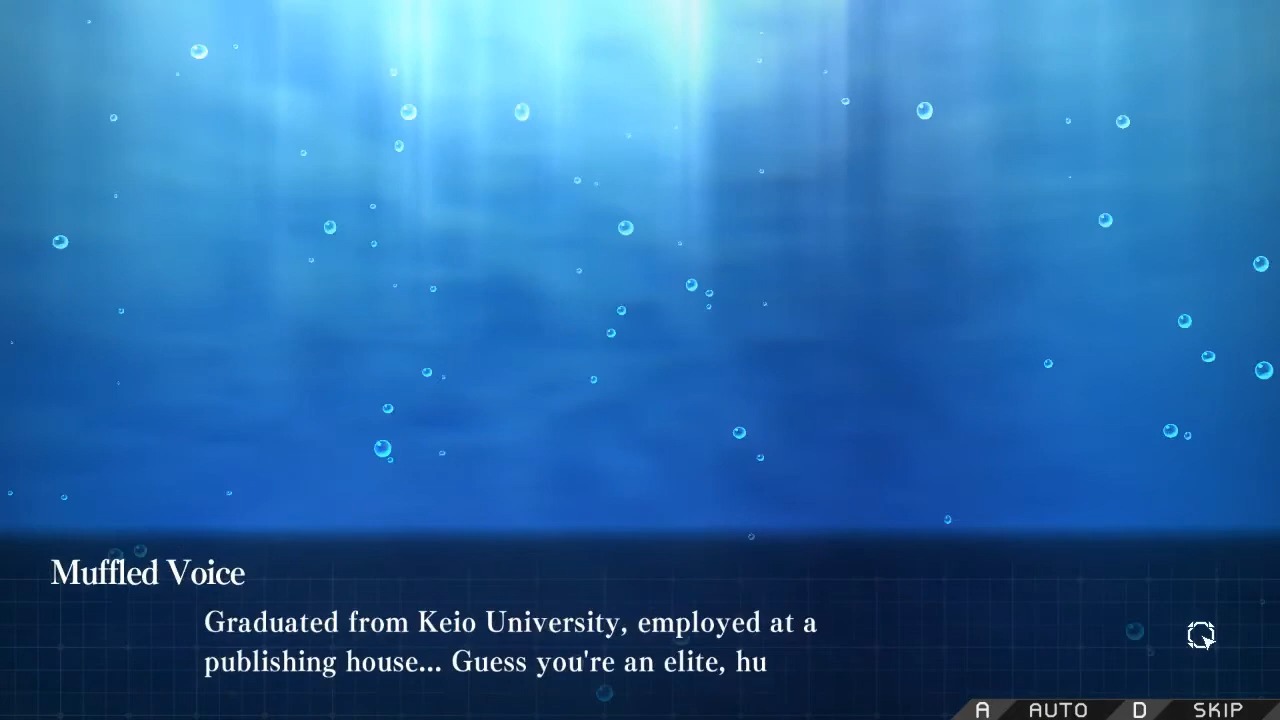 Muffled Voice
Graduated from Keio University, employed at a
publishing house... Guess you're an elite, hu
A AUTO D SKIP